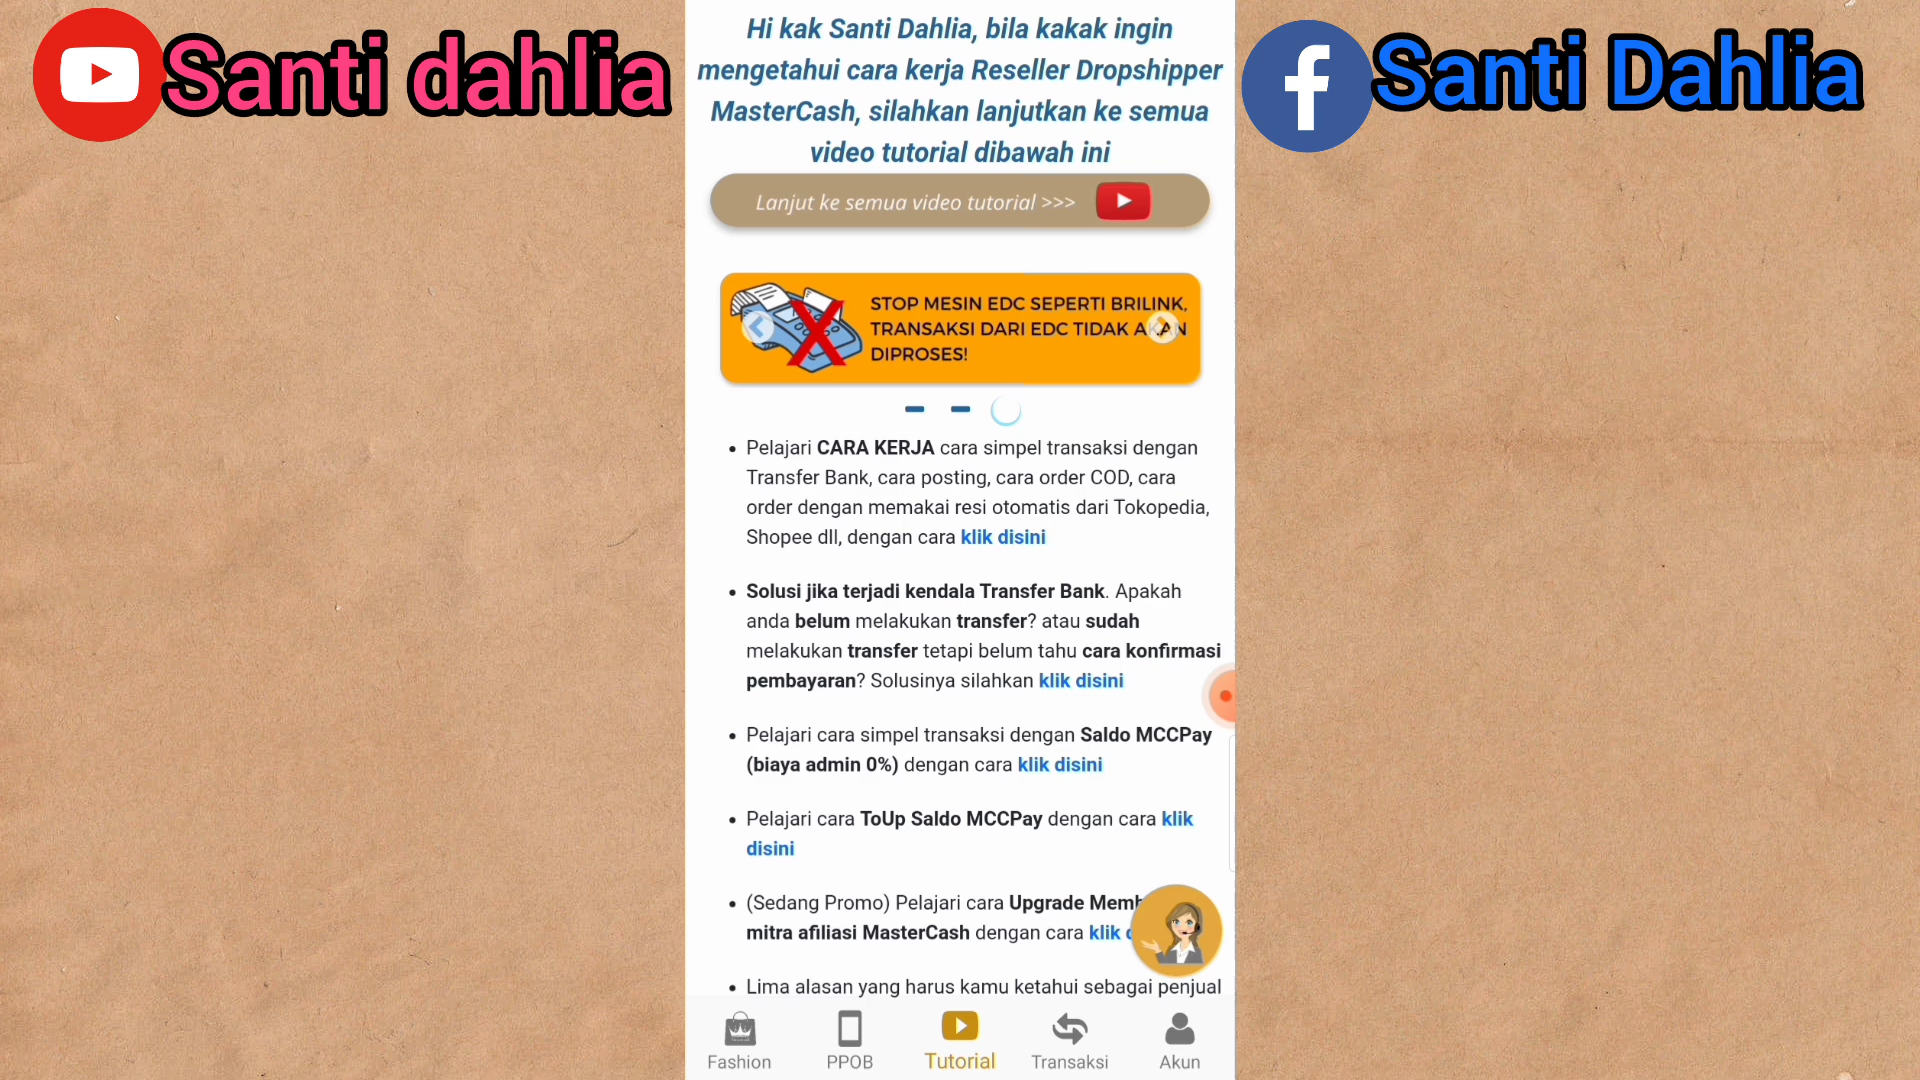 Santi dahlia
Santi Dahlia
Hi kak Santi Dahlia, bila kakak ingin
mengetahui cara kerja Reseller Dropshipper
MasterCash, silahkan lanjutkan ke semua
video tutorial dibawah ini
Lanjut ke semua video tutorial >>>
STOP MESIN EDC SEPERTI BRILINK,
TRANSAKSI DARI EDC TIDAK AKAN
DIPROSES!
• Pelajari CARA KERJA cara simpel transaksi dengan
Transfer Bank, cara posting, cara order COD, cara
order dengan memakai resi otomatis dari Tokopedia,
Shopee dll, dengan cara klik disini
• Solusi jika terjadi kendala Transfer Bank. Apakah
anda belum melakukan transfer? atau sudah
melakukan transfer tetapi belum tahu cara konfirmasi
pembayaran? Solusinya silahkan klik disini
• Pelajari cara simpel transaksi dengan Saldo MCCPay
(biaya admin 0%) dengan cara klik disini
• Pelajari cara ToUp Saldo MCCPay dengan cara klik
disini
• (Sedang Promo) Pelajari cara Upgrade
mitra afiliasi MasterCash dengan cara klik
• Lima alasan yang harus kamu ketahui sebagai penjual
Fashion
PPOB
Tutorial
Transaksi
Akun